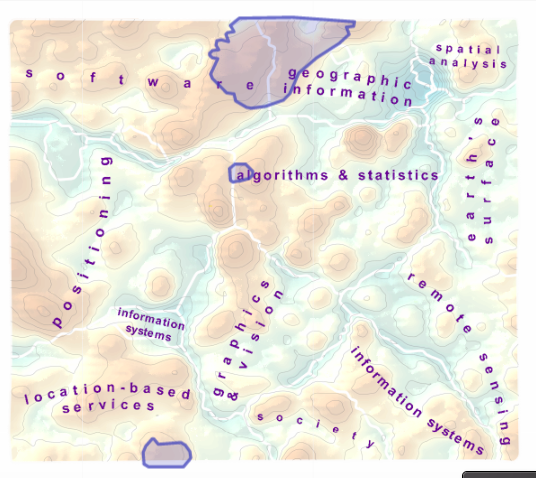 spatial
analysis
software
geographic
information
earth's
surface
algorithms & statistics
positioning
remote sensing
information
systems
graphics
& vision
information systems
location-based
services
society